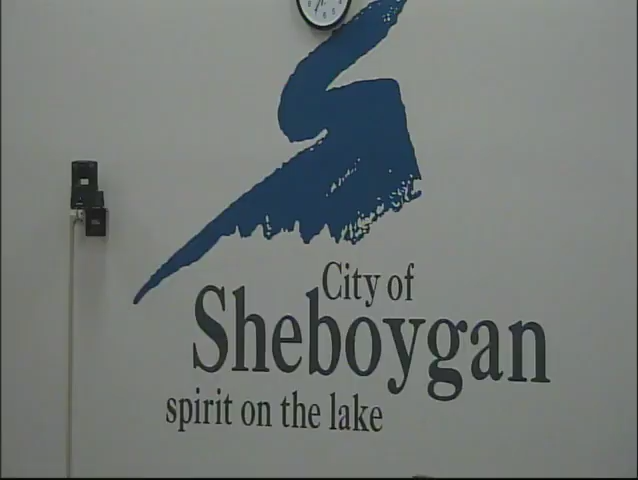 City of
Sheboygan
spirit on the lake